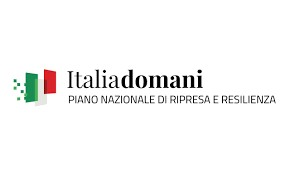 Italiadomani
PIANO NAZIONALE DI RIPRESA E RESILIENZA